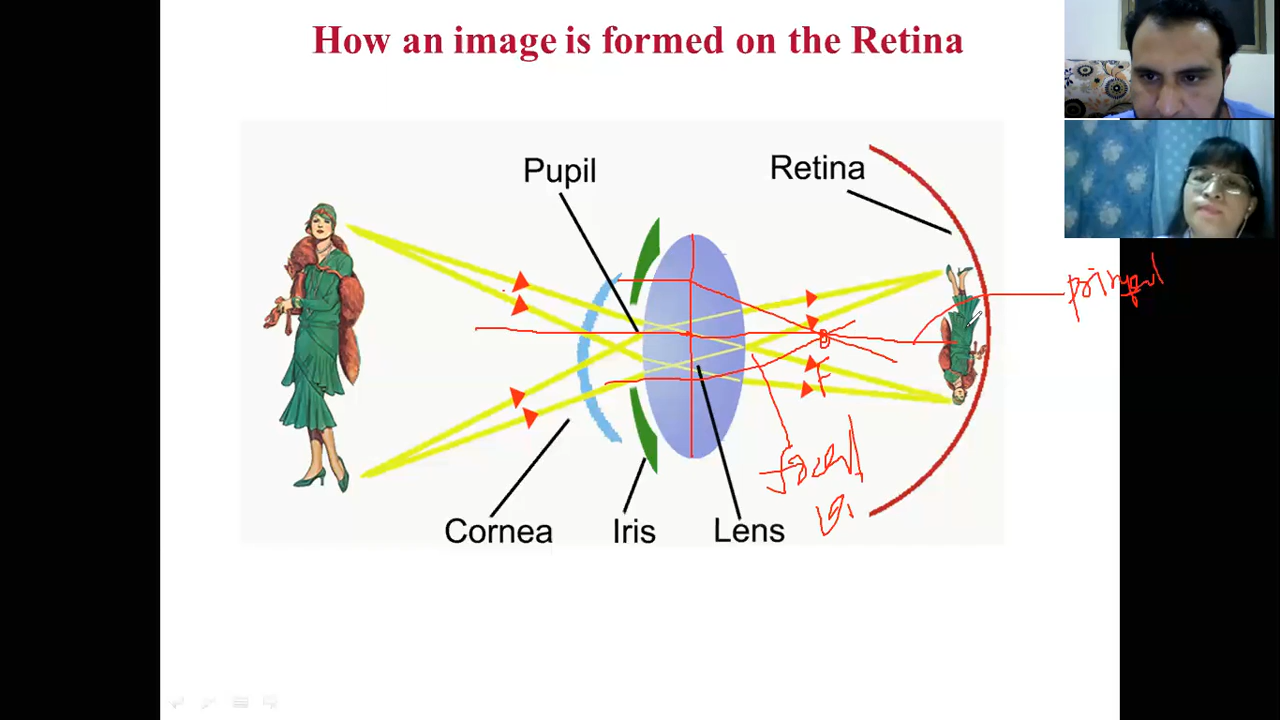 How an image is formed on the Retina
Pupil
Retina
F
Cornea
Iris
Lens